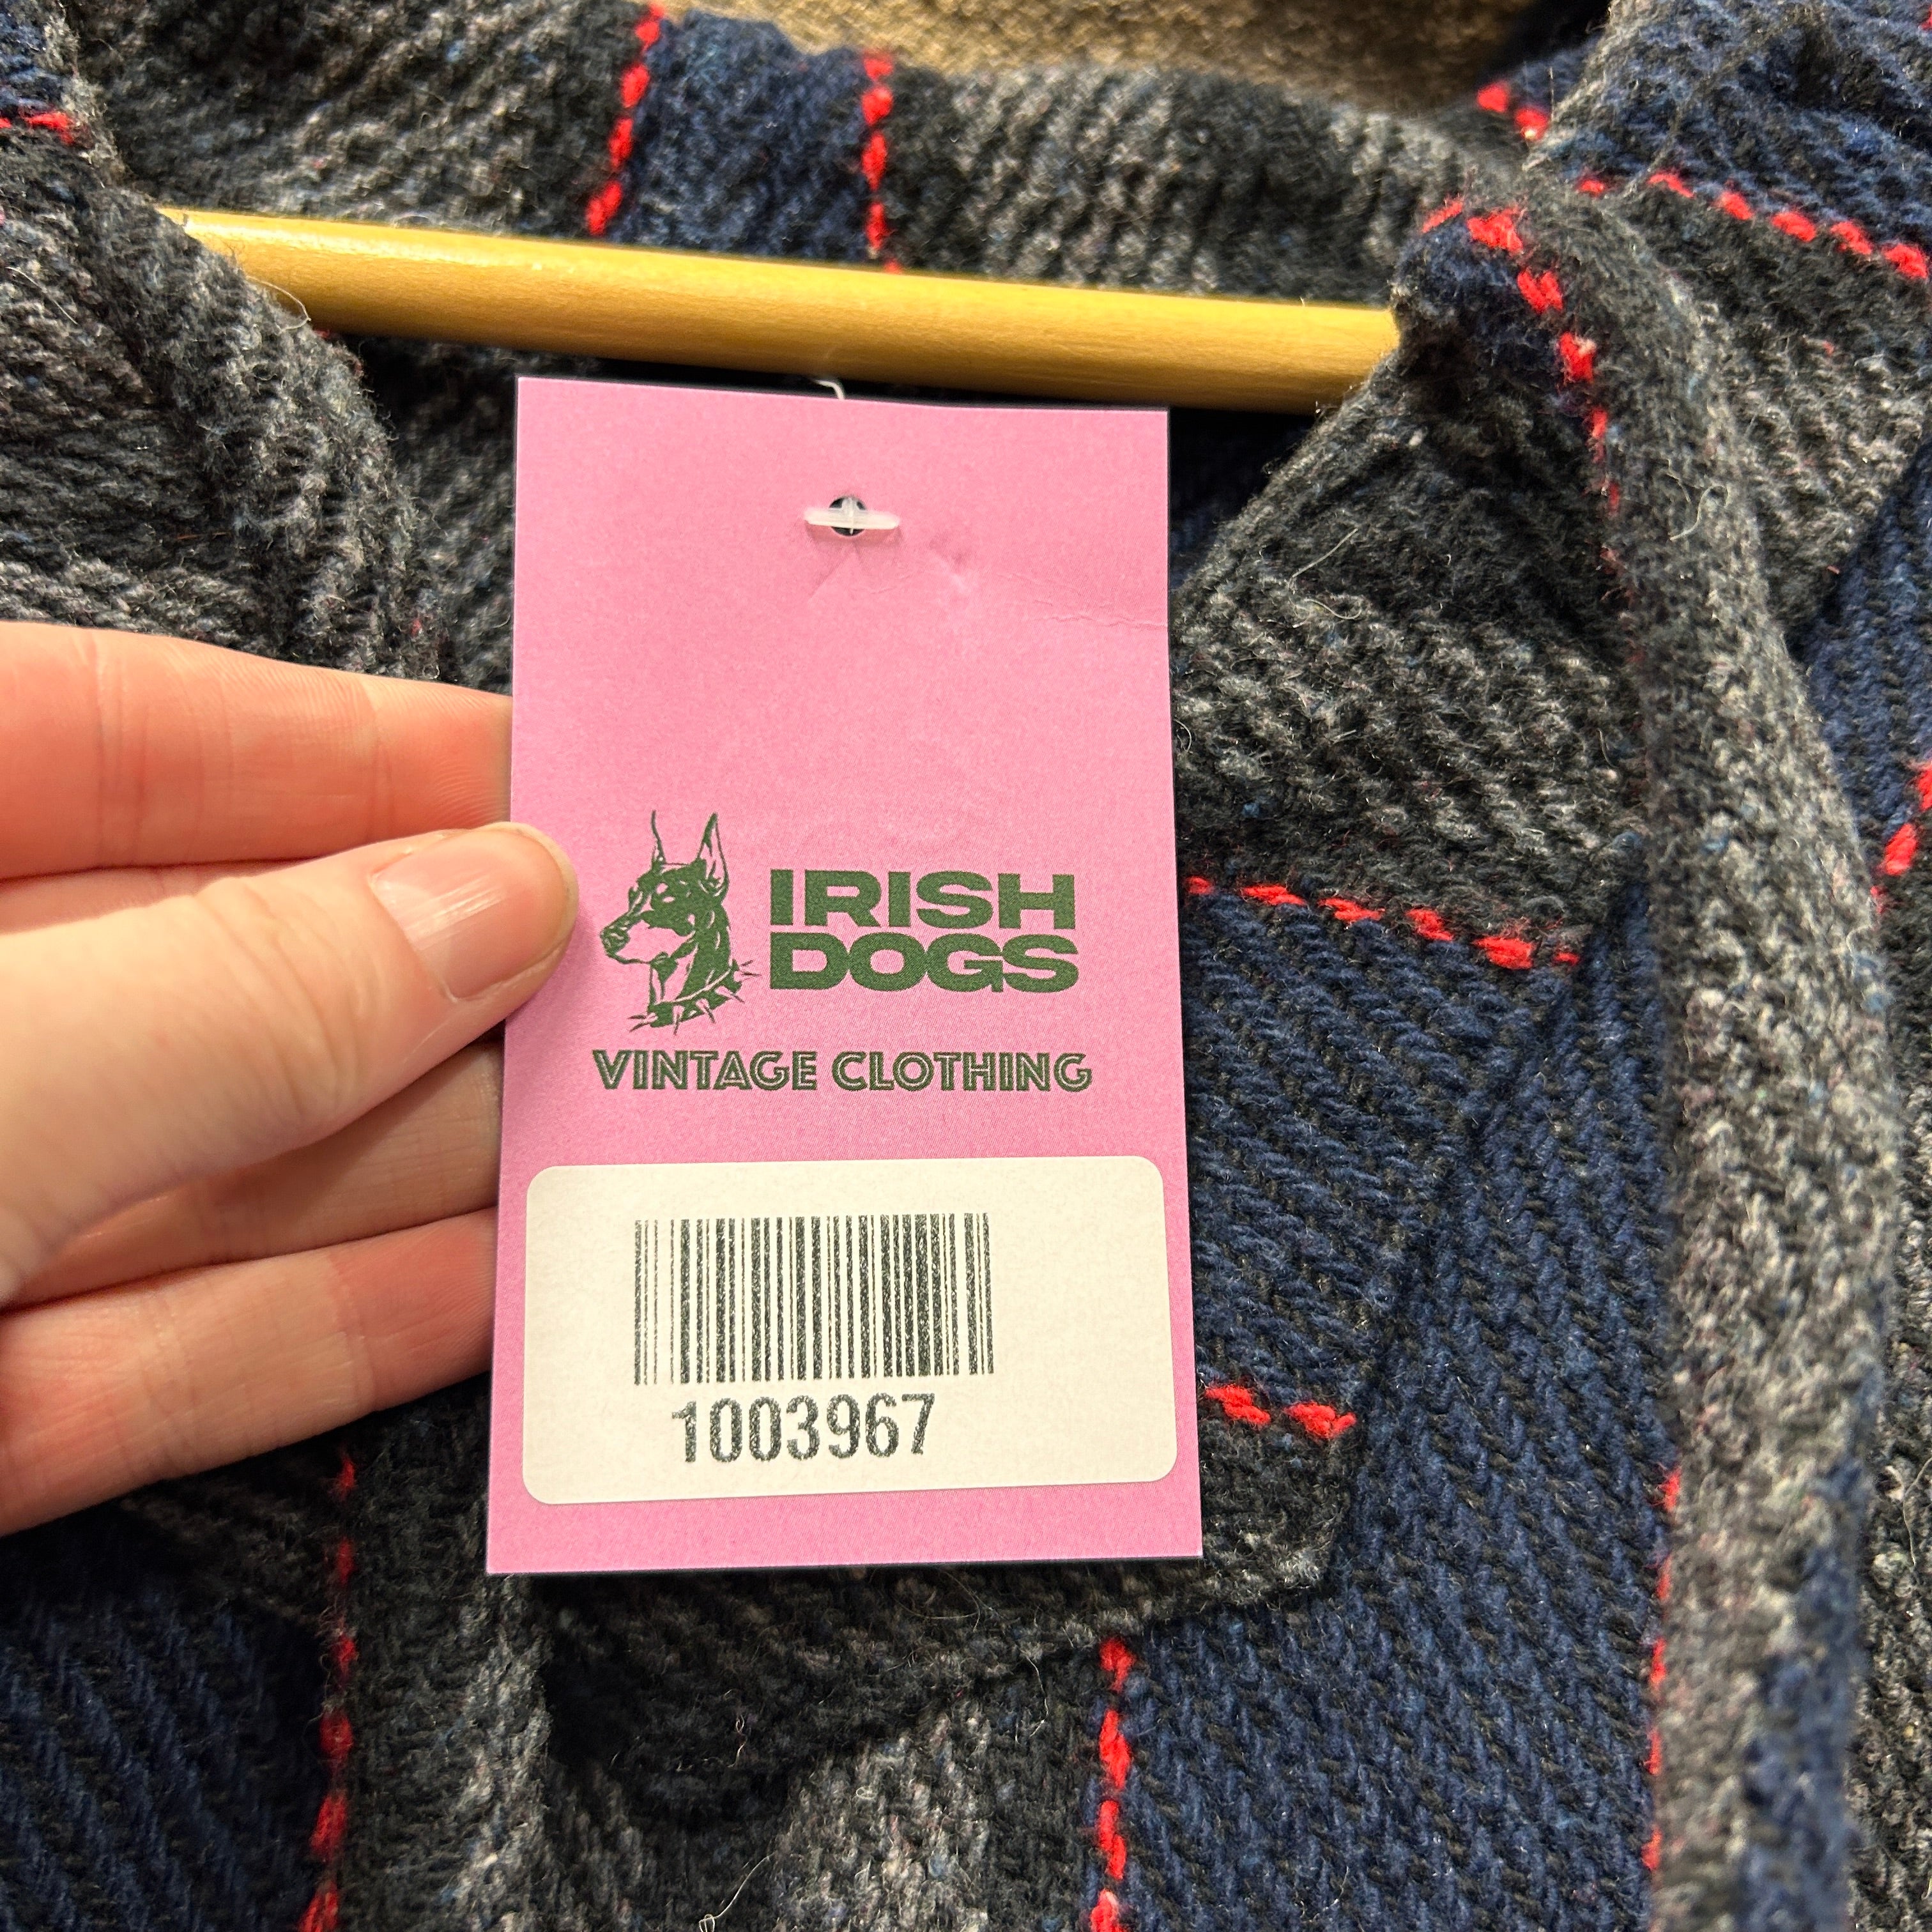 IRISH
DOGS
VINTAGE CLOTHING
1003967